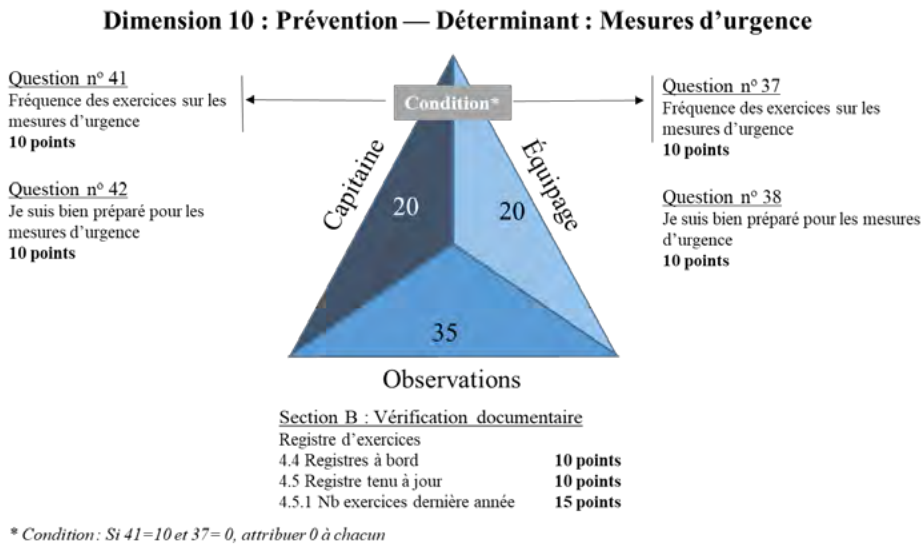 Dimension 10 : Prévention — Déterminant : Mesures d’urgence
Question nº 41
Fréquence des exercices sur les
mesures d’urgence
10 points
Question nº 42
Je suis bien préparé pour les
mesures d’urgence
10 points
Condition*
Capitaine
20
Équipage
20
35
Observations
Question nº 37
Fréquence des exercices sur les
mesures d’urgence
10 points
Question nº 38
Je suis bien préparé pour les mesures
d’urgence
10 points
Section B : Vérification documentaire
Registre d’exercices
4.4 Registres à bord 10 points
4.5 Registre tenu à jour 10 points
4.5.1 Nb exercices dernière année 15 points
* Condition : Si 41=10 et 37= 0, attribuer 0 à chacun